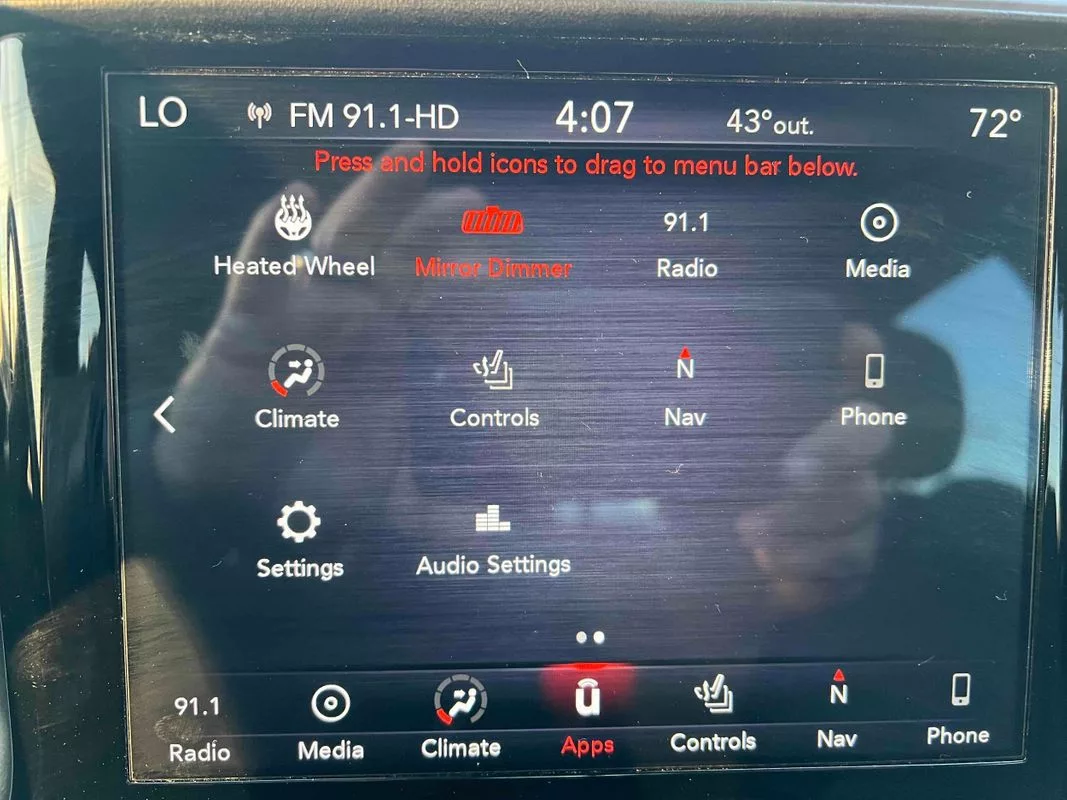 LO FM 91.1-HD 4:07 43°out. 72°
Press and hold icons to drag to menu bar below.
91.1
Heated Wheel Mirror Dimmer Radio Media
N
Climate Controls Nav Phone
Settings Audio Settings
91.1 u N
Radio Media Climate Apps Controls Nav Phone